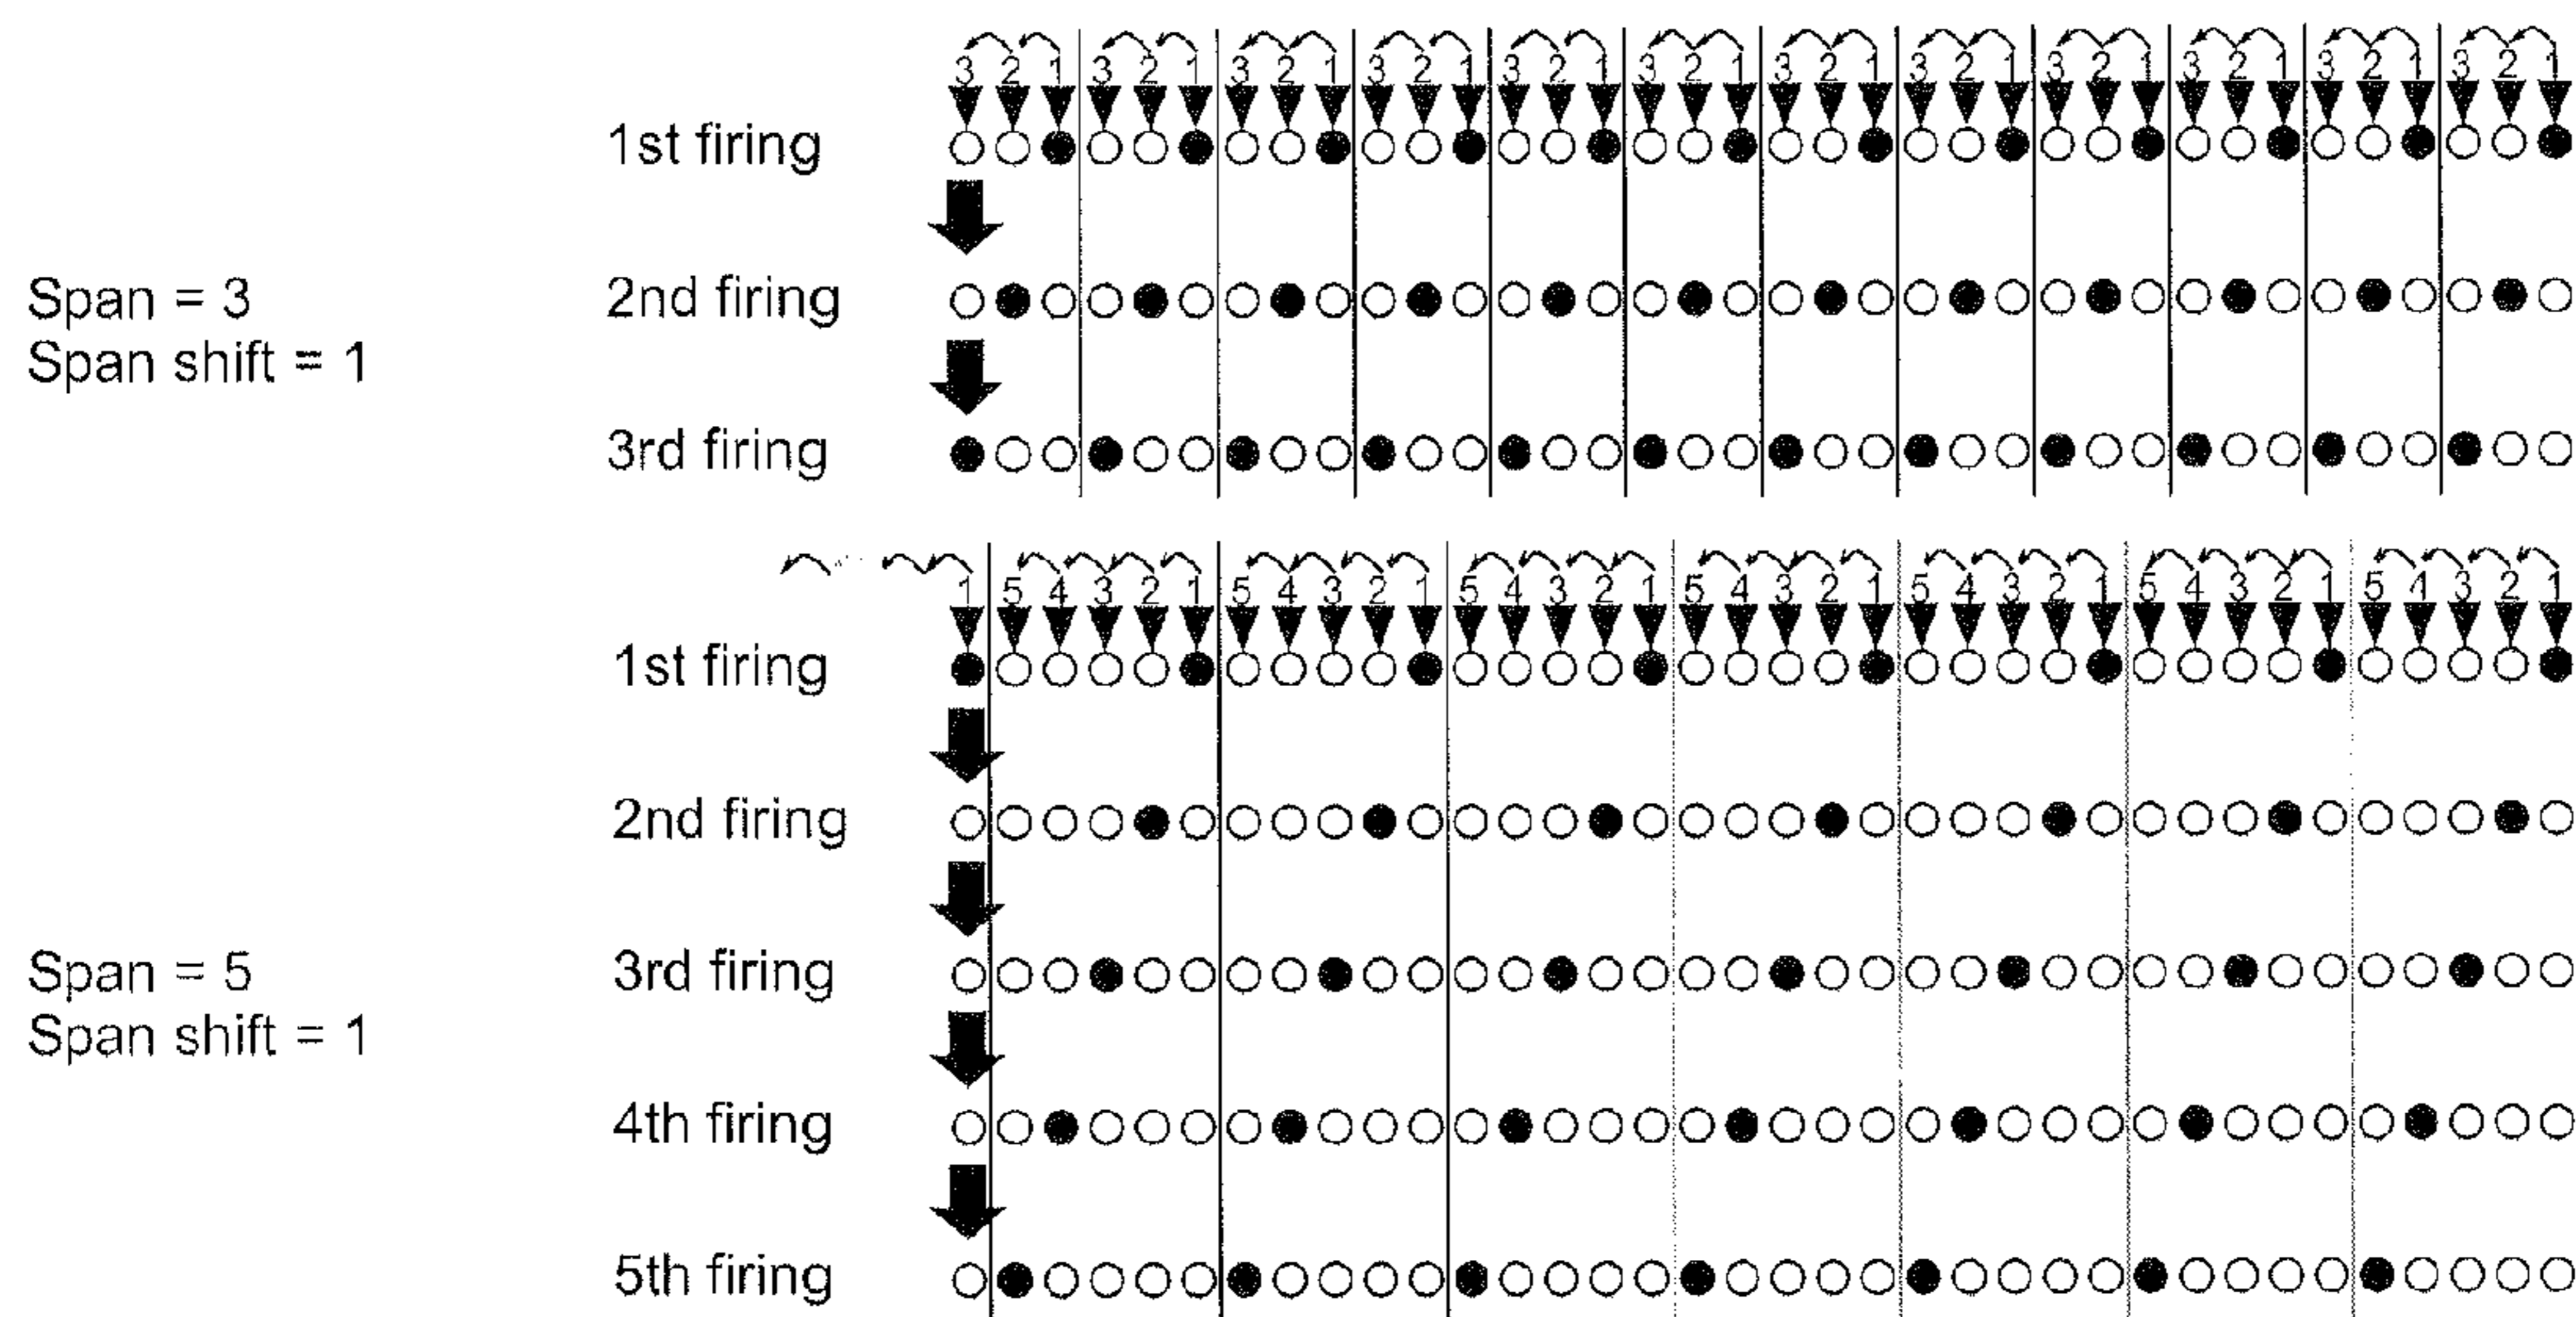 3 2 1 3 2 1 3 2 1 3 2 1 3 2 1 3 2 1 3 2 1 3 2 1 3 2 1 3 2 1 3 2 1 3 2 1
1st firing
2nd firing
Span = 3
Span shift = 1
3rd firing
1 5 4 3 2 1 5 4 3 2 1 5 4 3 2 1 5 4 3 2 1 5 4 3 2 1 5 4 3 2 1 5 4 3 2 1
1st firing
2nd firing
3rd firing
Span = 5
Span shift = 1
4th firing
5th firing